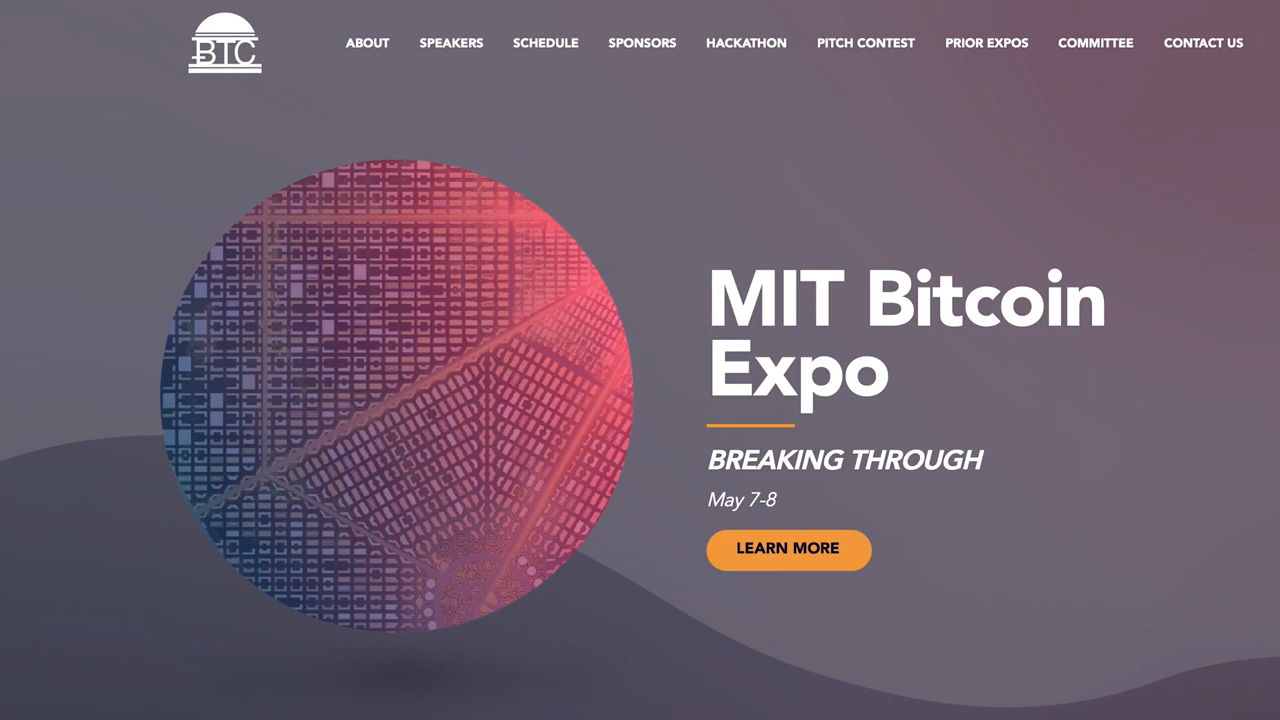 BTC
ABOUT SPEAKERS SCHEDULE SPONSORS HACKATHON PITCH CONTEST PRIOR EXPOS COMMITTEE CONTACT US
MIT Bitcoin
Expo
BREAKING THROUGH
May 7-8
LEARN MORE